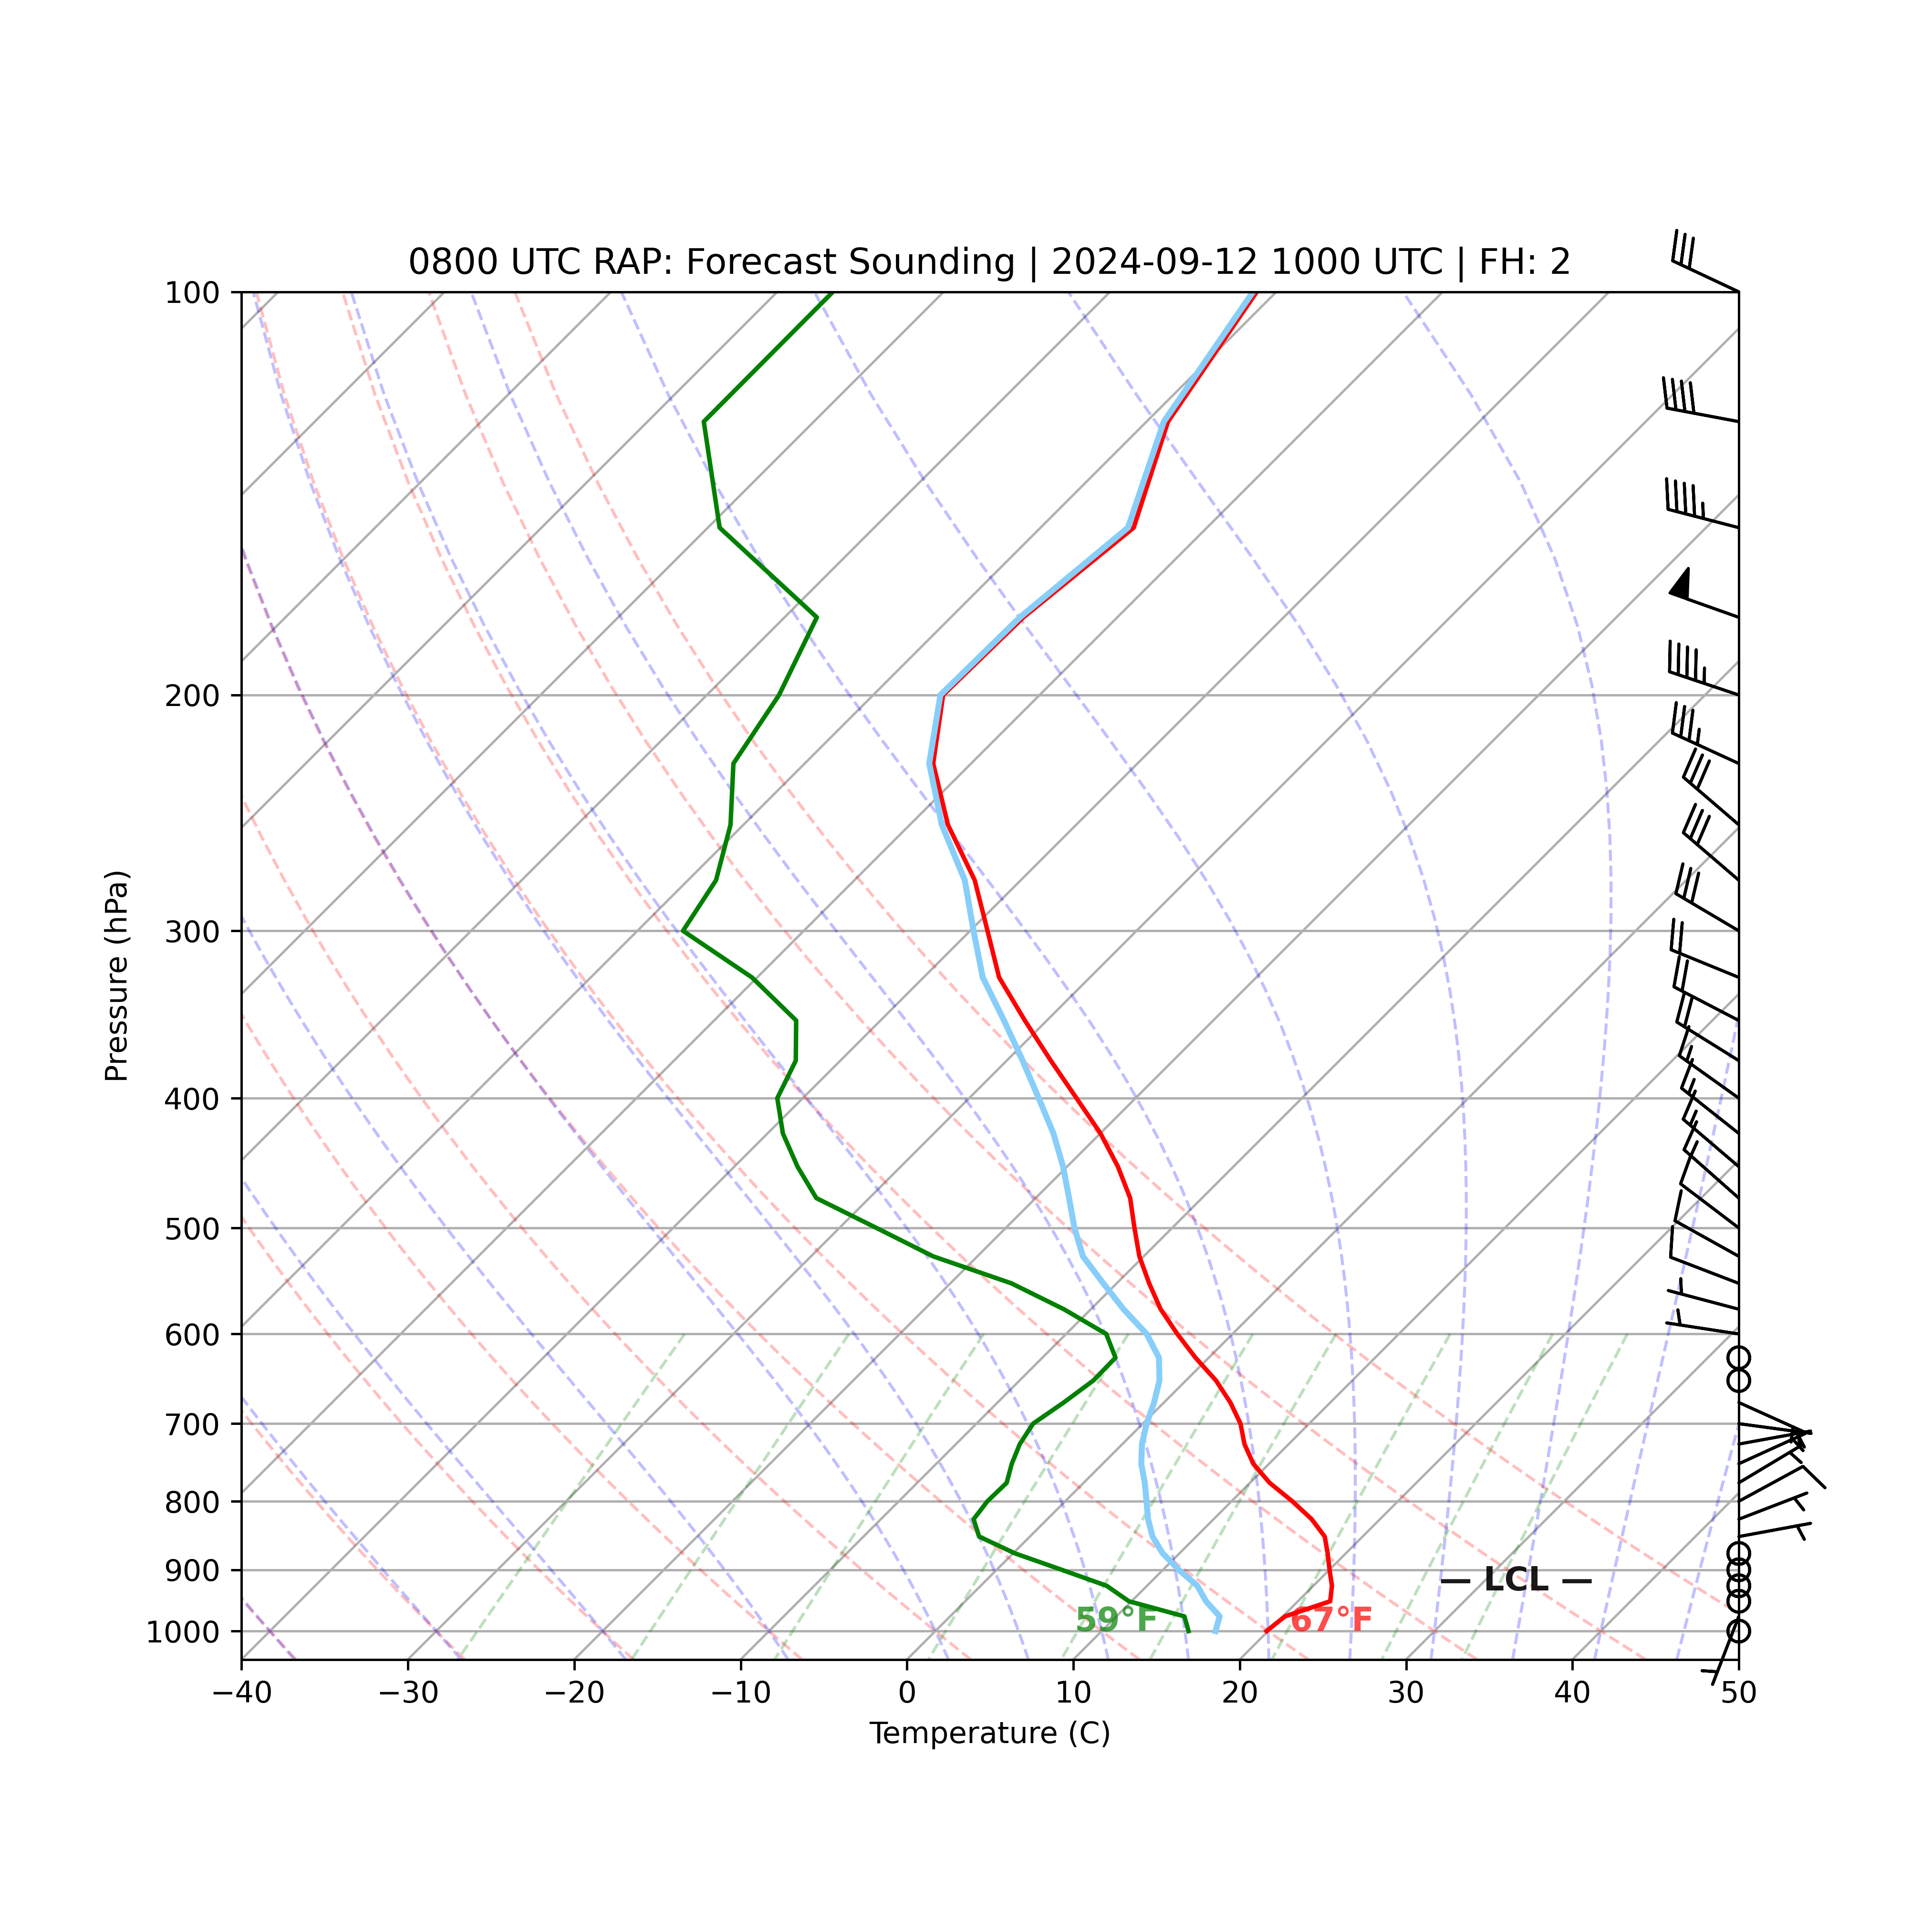 0800 UTC RAP: Forecast Sounding | 2024-09-12 1000 UTC | FH: 2
100
200
300
400
500
600
700
800
900
1000
Pressure (hPa)
— LCL —
59°F
67°F
−40 −30 −20 −10 0 10 20 30 40 50
Temperature (C)